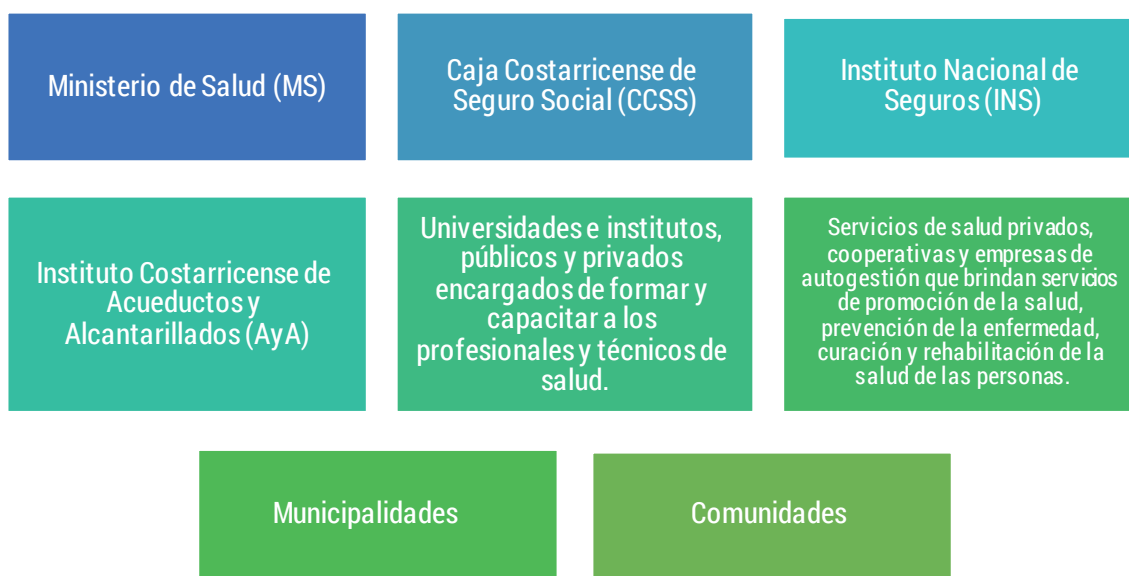 Ministerio de Salud (MS)
Caja Costarricense de
Seguro Social (CCSS)
Instituto Nacional de
Seguros (INS)
Instituto Costarricense de
Acueductos y
Alcantarillados (AyA)
Universidades e institutos,
públicos y privados
encargados de formar y
capacitar a los
profesionales y técnicos de
salud.
Servicios de salud privados,
cooperativas y empresas de
autogestión que brindan servicios
de promoción de la salud,
prevención de la enfermedad,
curación y rehabilitación de la
salud de las personas.
Municipalidades
Comunidades